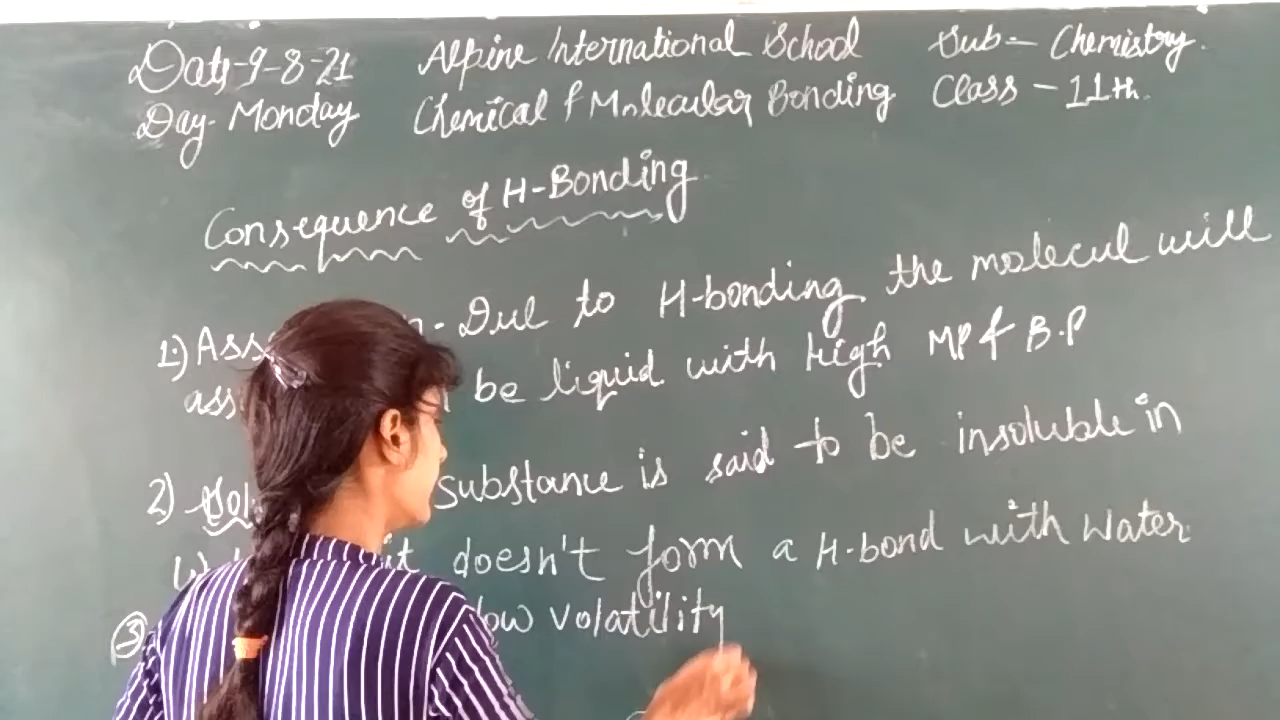 Date-9-8-21 Alpine International School Sub- Chemistry.
Day- Monday Chemical & Molecular Bonding Class - 11th.
Consequence of H-Bonding
1) Ass - Due to H-bonding the molecul will
ass be liquid with high MP & B.P
2) Sol substance is said to be insoluble in
w it doesn't form a H-bond with water
3 low volatility